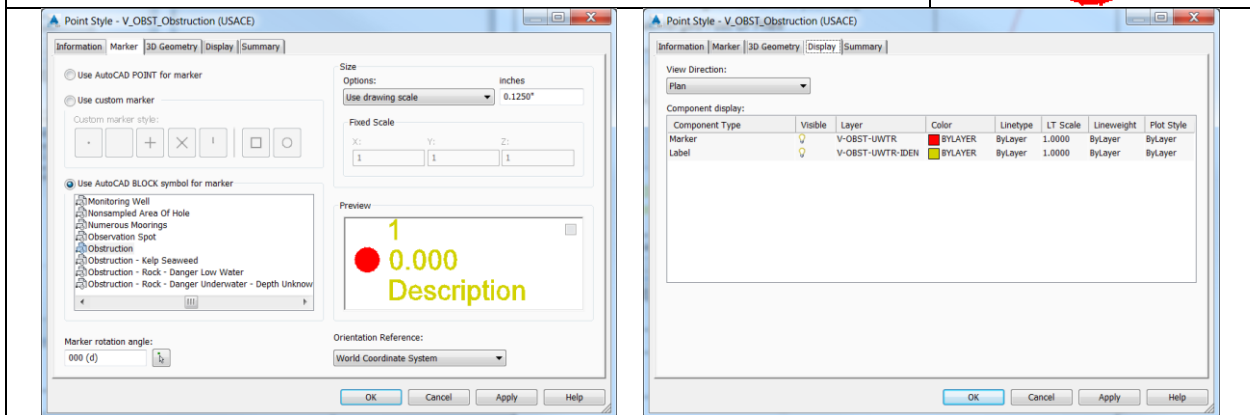 Point Style - V_OBST_Obstruction (USACE)
Information Marker 3D Geometry Display Summary
Use AutoCAD POINT for marker
Use custom marker
Custom marker style:
Use AutoCAD BLOCK symbol for marker
Monitoring Well
Nonsampled Area Of Hole
Numerous Moorings
Observation Spot
Obstruction
Obstruction - Kelp Seaweed
Obstruction - Rock - Danger Low Water
Obstruction - Rock - Danger Underwater - Depth Unknow
Marker rotation angle:
000 (d)
Size
Options: inches
Use drawing scale 0.1250"
Fixed Scale
X: Y: Z:
1 1 1
Preview
1
0.000
Description
Orientation Reference:
World Coordinate System
OK Cancel Apply Help
Point Style - V_OBST_Obstruction (USACE)
Information Marker 3D Geometry Display Summary
View Direction:
Plan
Component display:
Component Type Visible Layer Color Linetype LT Scale Lineweight Plot Style
Marker V-OBST-UWTR BYLAYER ByLayer 1.0000 ByLayer ByLayer
Label V-OBST-UWTR-IDEN BYLAYER ByLayer 1.0000 ByLayer ByLayer
OK Cancel Apply Help